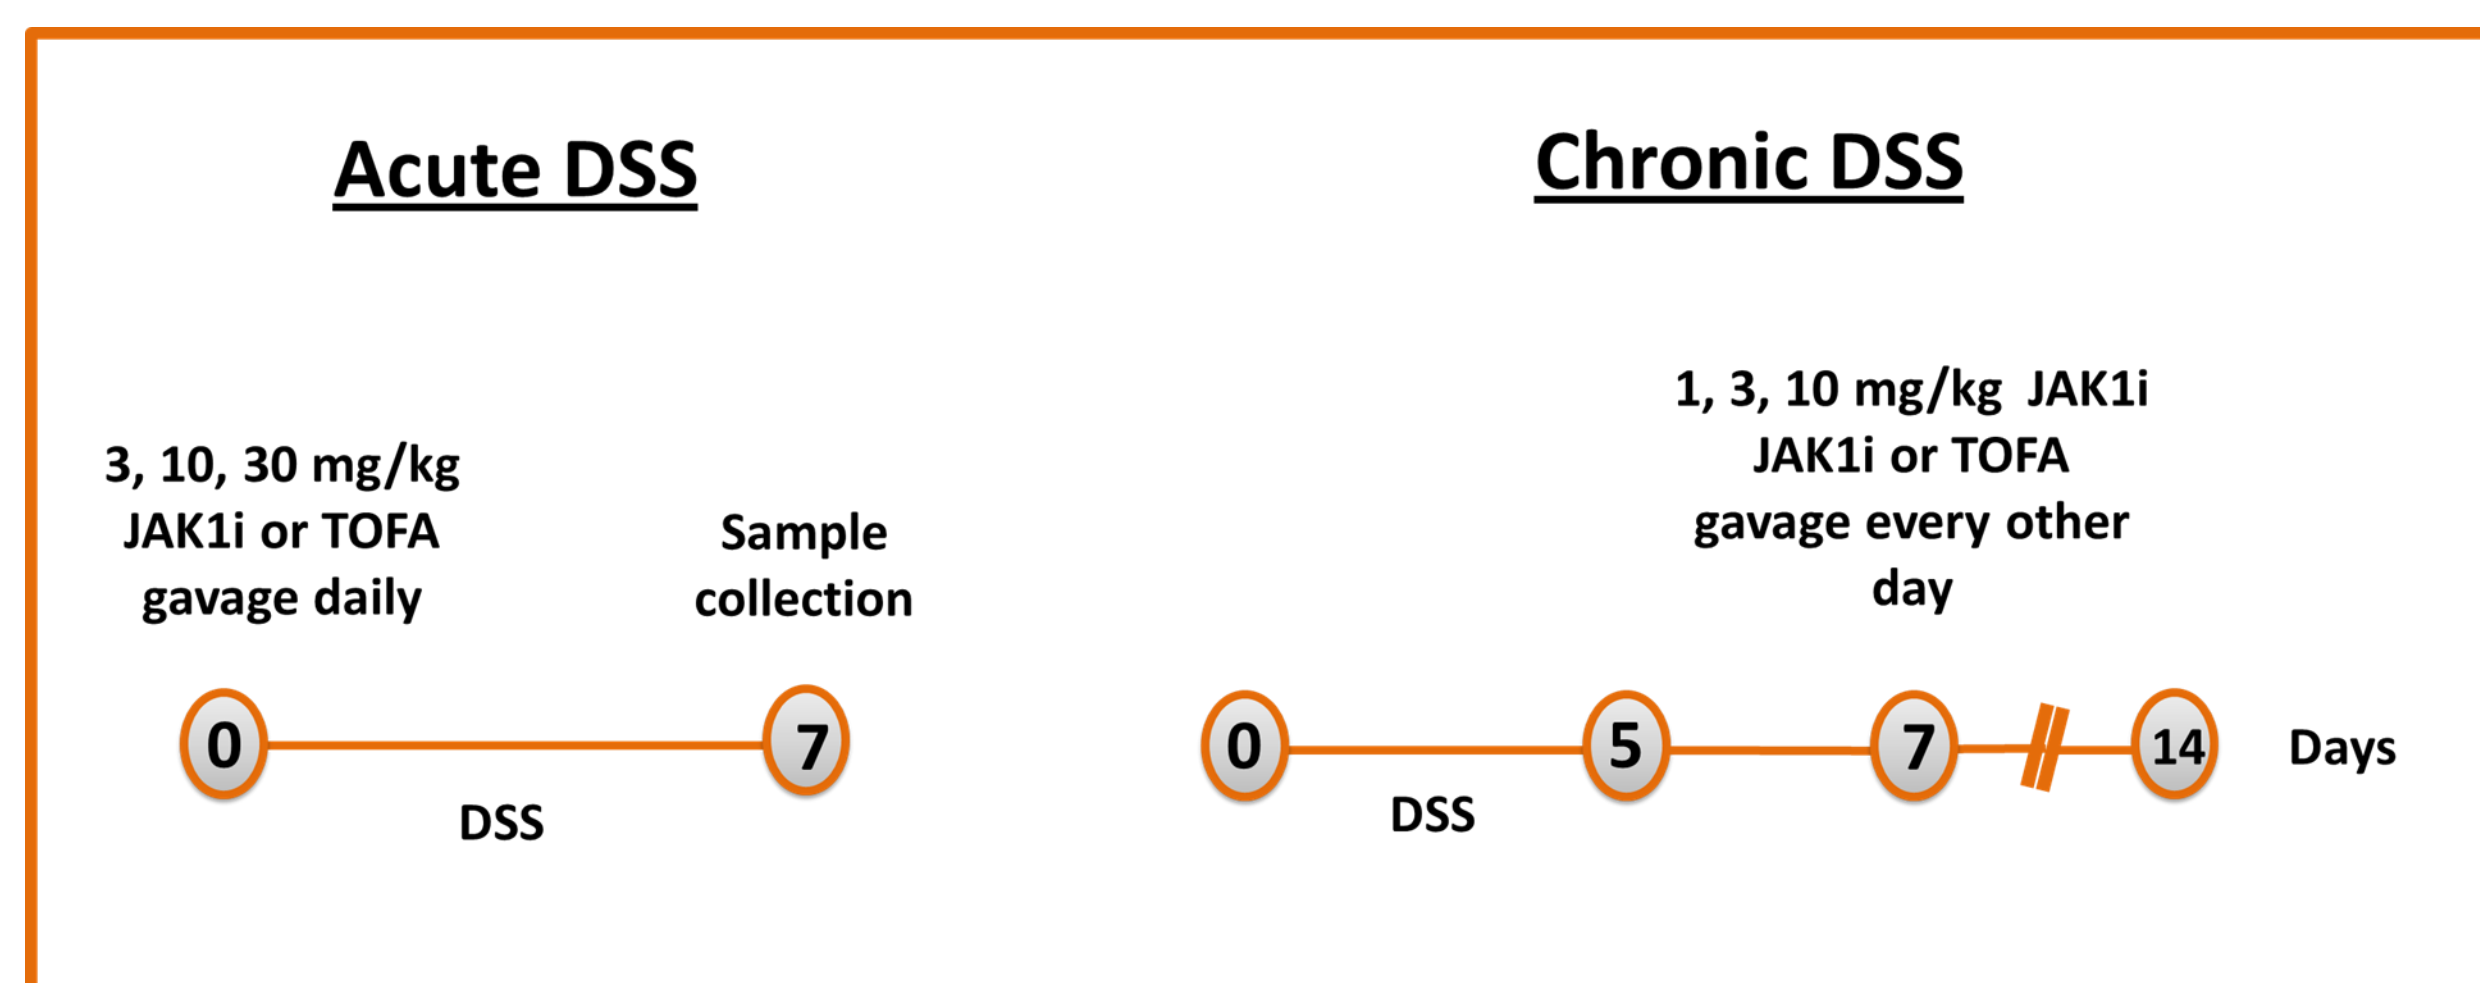 Acute DSS
3, 10, 30 mg/kg
JAK1i or TOFA
gavage daily
Sample
collection
0
7
DSS
Chronic DSS
1, 3, 10 mg/kg JAK1i
JAK1i or TOFA
gavage every other
day
0
5
7
14
Days
DSS